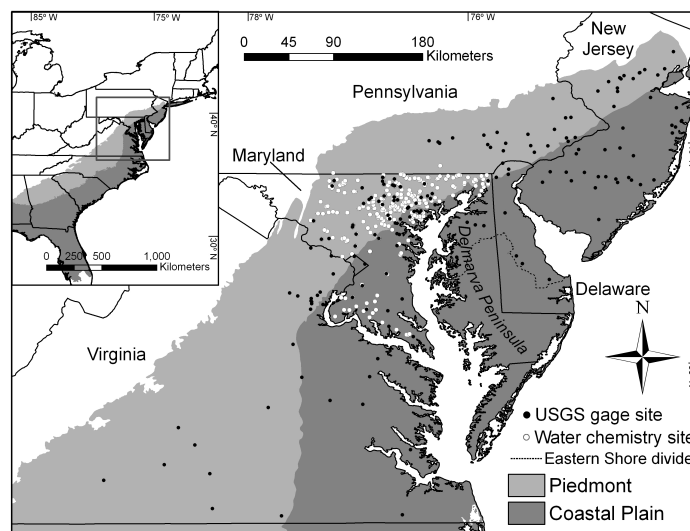 85°W
75°W
40°N
30°N
0 250 500 1,000
Kilometers
78°W
76°W
0 45 90 180
Kilometers
New
Jersey
Pennsylvania
Maryland
Delmarva Peninsula
Delaware
Virginia
N
USGS gage site
Water chemistry site
Eastern Shore divide
Piedmont
Coastal Plain